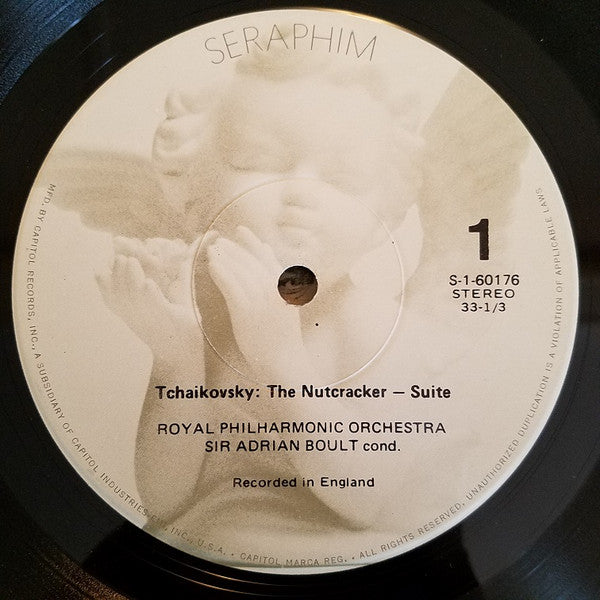 SERAPHIM
1
S-1-60176
STEREO
33-1/3
Tchaikovsky: The Nutcracker — Suite
ROYAL PHILHARMONIC ORCHESTRA
SIR ADRIAN BOULT cond.
Recorded in England
MFD. BY CAPITOL RECORDS, INC., A SUBSIDIARY OF CAPITOL INDUSTRIES-EMI, INC., U.S.A. • CAPITOL MARCA REG. • ALL RIGHTS RESERVED. UNAUTHORIZED DUPLICATION IS A VIOLATION OF APPLICABLE LAWS